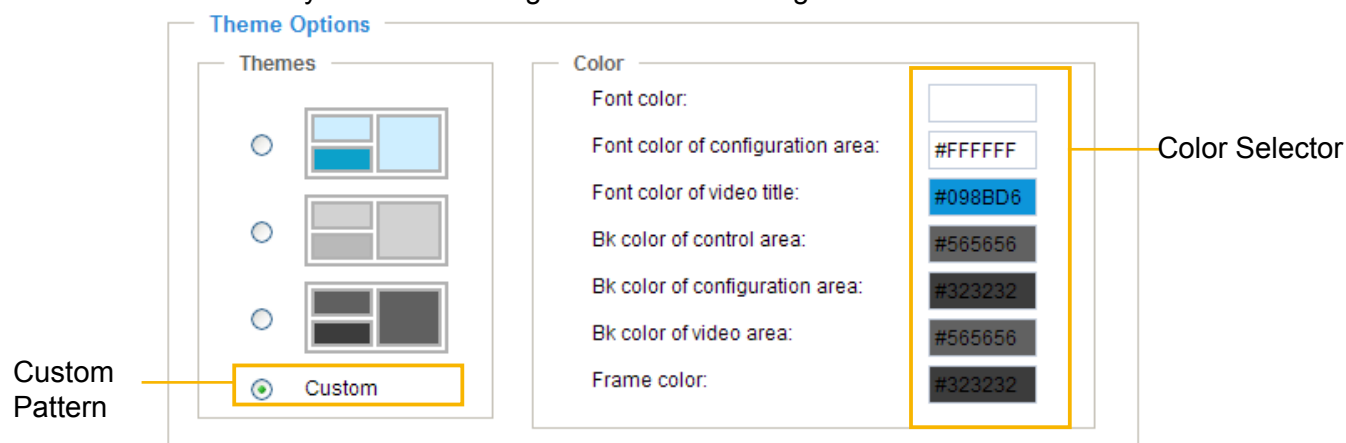 Theme Options
Themes
Custom
Color
Font color:
Font color of configuration area: #FFFFFF
Font color of video title: #098BD6
Bk color of control area: #565656
Bk color of configuration area: #323232
Bk color of video area: #565656
Frame color: #323232
Color Selector
Custom
Pattern